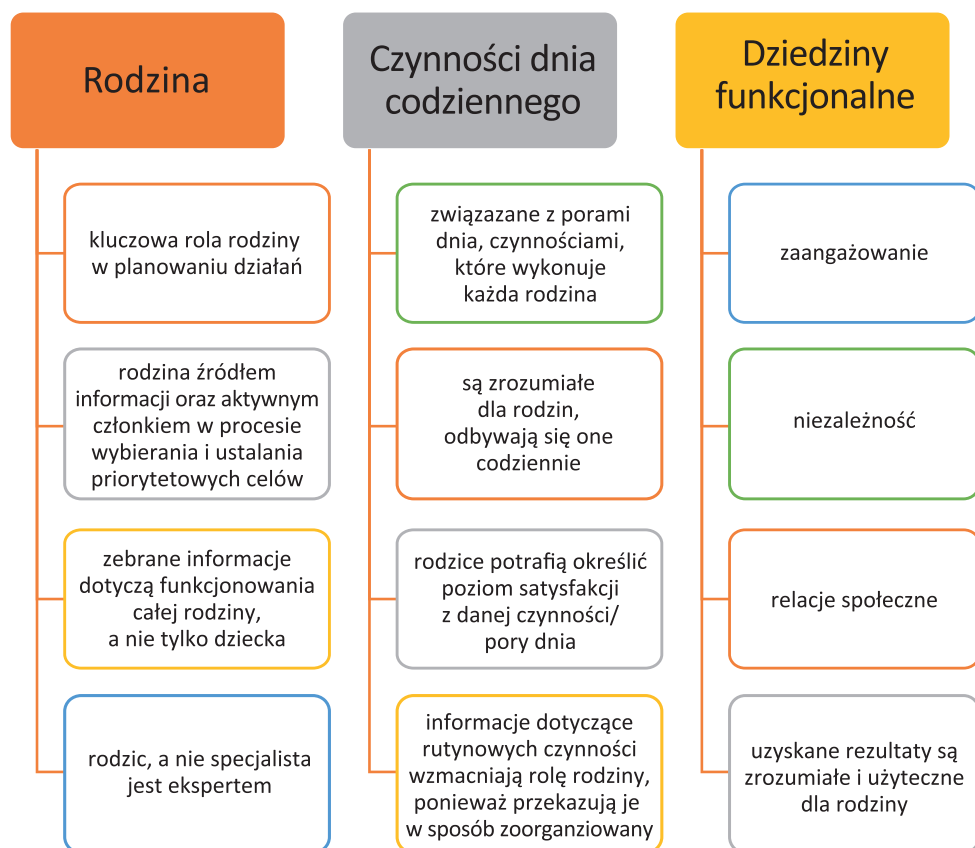 Rodzina
kluczowa rola rodziny
w planowaniu działań
rodzina źródłem
informacji oraz aktywnym
członkiem w procesie
wybierania i ustalania
priorytetowych celów
zebrane informacje
dotyczą funkcjonowania
całej rodziny,
a nie tylko dziecka
rodzic, a nie specjalista
jest ekspertem
Czynności dnia
codziennego
związazane z porami
dnia, czynnościami,
które wykonuje
każda rodzina
są zrozumiałe
dla rodzin,
odbywają się one
codziennie
rodzice potrafią określić
poziom satysfakcji
z danej czynności/
pory dnia
informacje dotyczące
rutynowych czynności
wzmacniają rolę rodziny,
ponieważ przekazują je
w sposób zoorganziowany
Dziedziny
funkcjonalne
zaangażowanie
niezależność
relacje społeczne
uzyskane rezultaty są
zrozumiałe i użyteczne
dla rodziny